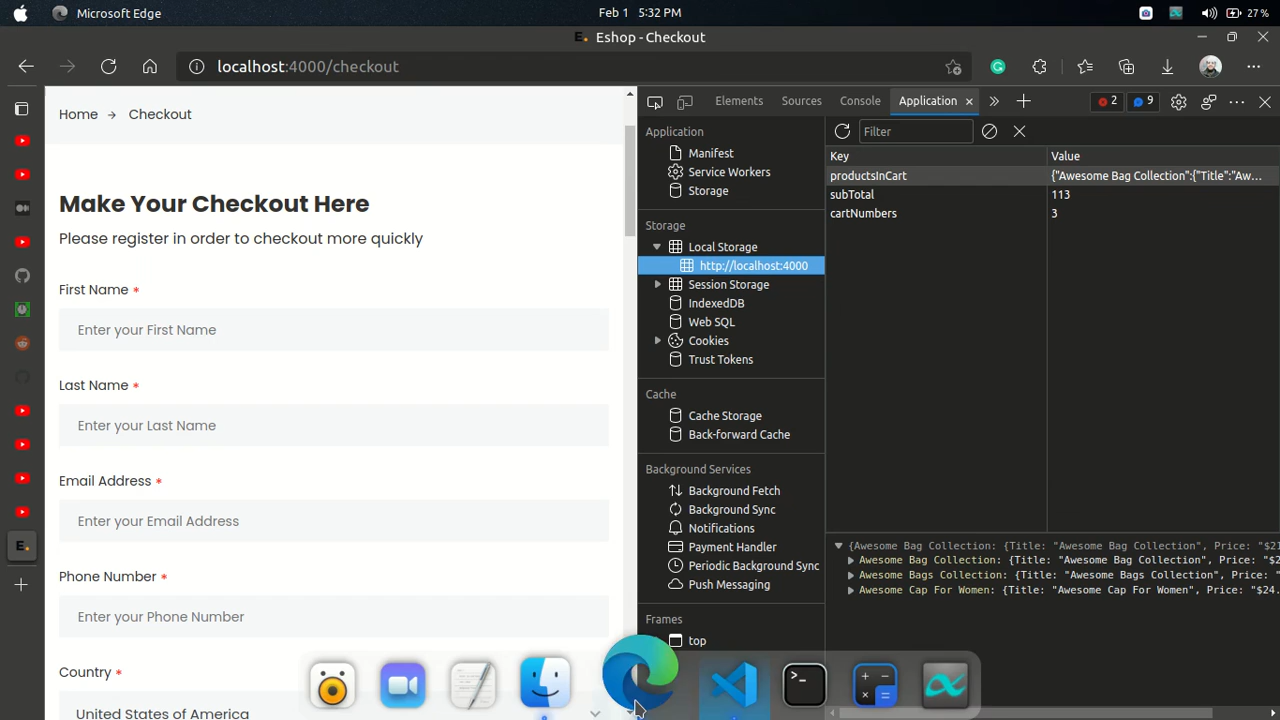 Microsoft Edge
Feb 1 5:32 PM
27%
E. Eshop - Checkout
localhost:4000/checkout
Home → Checkout
Make Your Checkout Here
Please register in order to checkout more quickly
First Name *
Enter your First Name
Last Name *
Enter your Last Name
Email Address *
Enter your Email Address
Phone Number *
Enter your Phone Number
Country *
United States of America
E.
Elements Sources Console Application
2 9
Application
Manifest
Service Workers
Storage
Storage
Local Storage
http://localhost:4000
Session Storage
IndexedDB
Web SQL
Cookies
Trust Tokens
Cache
Cache Storage
Back-forward Cache
Background Services
Background Fetch
Background Sync
Notifications
Payment Handler
Periodic Background Sync
Push Messaging
Frames
top
Filter
Key Value
productsInCart {"Awesome Bag Collection":{"Title":"Aw...
subTotal 113
cartNumbers 3
{Awesome Bag Collection: {Title: "Awesome Bag Collection", Price: "$21
Awesome Bag Collection: {Title: "Awesome Bag Collection", Price: "$2
Awesome Bags Collection: {Title: "Awesome Bags Collection", Price: "
Awesome Cap For Women: {Title: "Awesome Cap For Women", Price: "$24.